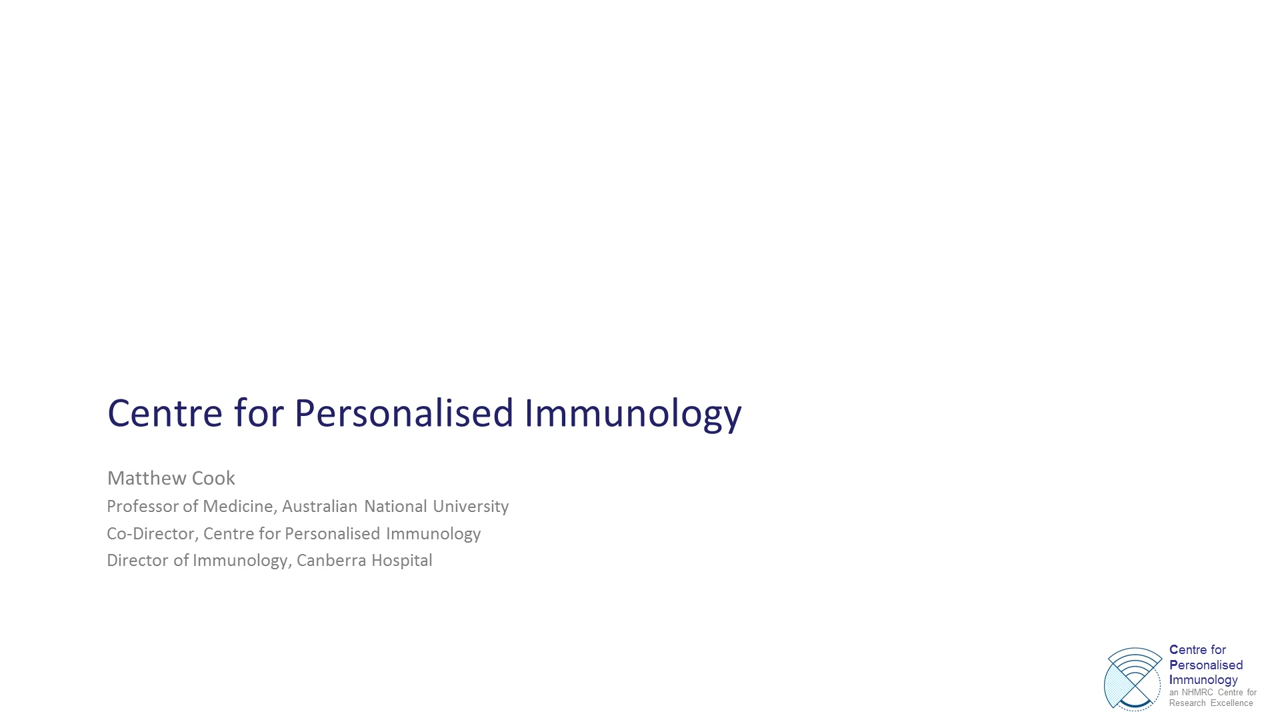 Centre for Personalised Immunology
Matthew Cook
Professor of Medicine, Australian National University
Co-Director, Centre for Personalised Immunology
Director of Immunology, Canberra Hospital
Centre for
Personalised
Immunology
an NHMRC Centre for
Research Excellence